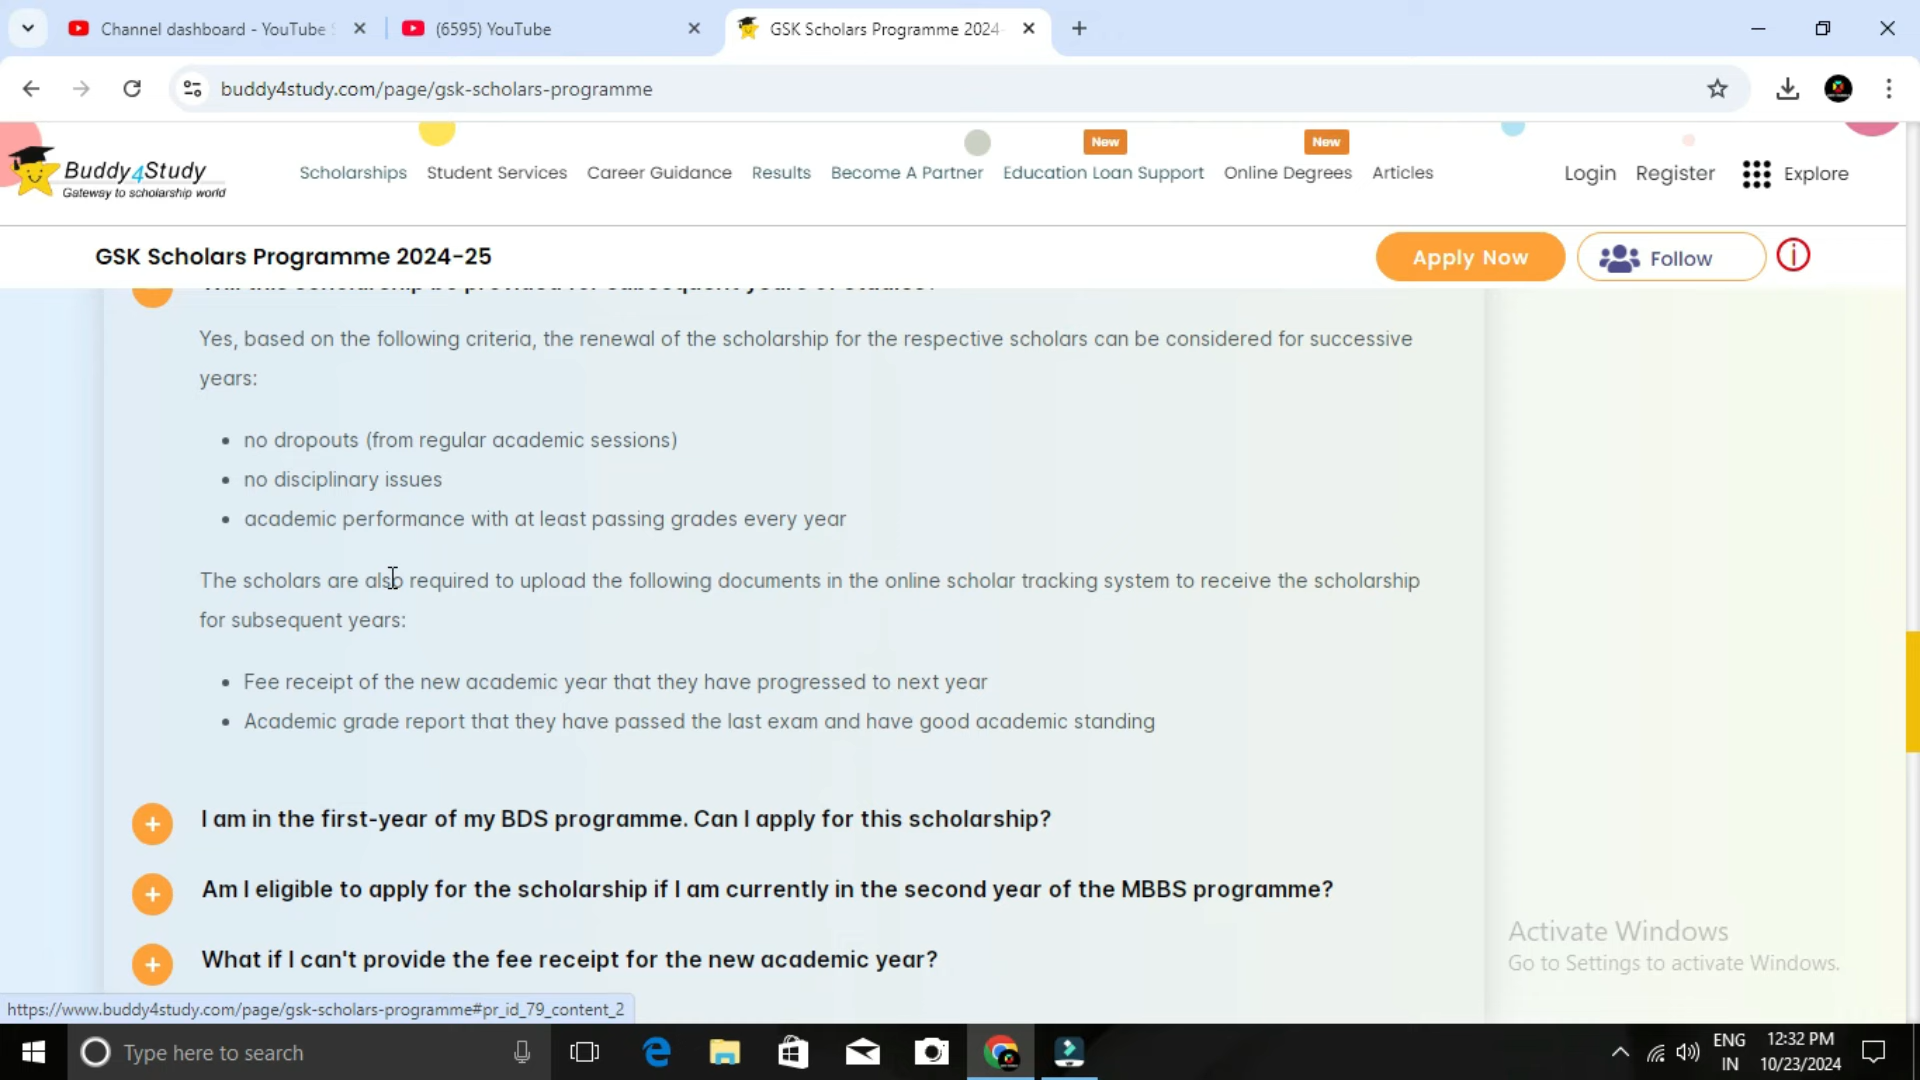 Channel dashboard - YouTube
(6595) YouTube
GSK Scholars Programme 2024-
buddy4study.com/page/gsk-scholars-programme
New
New
Buddy4Study
Gateway to scholarship world
Scholarships
Student Services
Career Guidance
Results
Become A Partner
Education Loan Support
Online Degrees
Articles
Login
Register
Explore
GSK Scholars Programme 2024-25
Apply Now
Follow
Will this scholarship be provided for subsequent years of studies?
Yes, based on the following criteria, the renewal of the scholarship for the respective scholars can be considered for successive
years:
• no dropouts (from regular academic sessions)
• no disciplinary issues
• academic performance with at least passing grades every year
The scholars are also required to upload the following documents in the online scholar tracking system to receive the scholarship
for subsequent years:
• Fee receipt of the new academic year that they have progressed to next year
• Academic grade report that they have passed the last exam and have good academic standing
I am in the first-year of my BDS programme. Can I apply for this scholarship?
Am I eligible to apply for the scholarship if I am currently in the second year of the MBBS programme?
What if I can't provide the fee receipt for the new academic year?
Activate Windows
Go to Settings to activate Windows.
https://www.buddy4study.com/page/gsk-scholars-programme#pr_id_79_content_2
Type here to search
ENG
IN
12:32 PM
10/23/2024